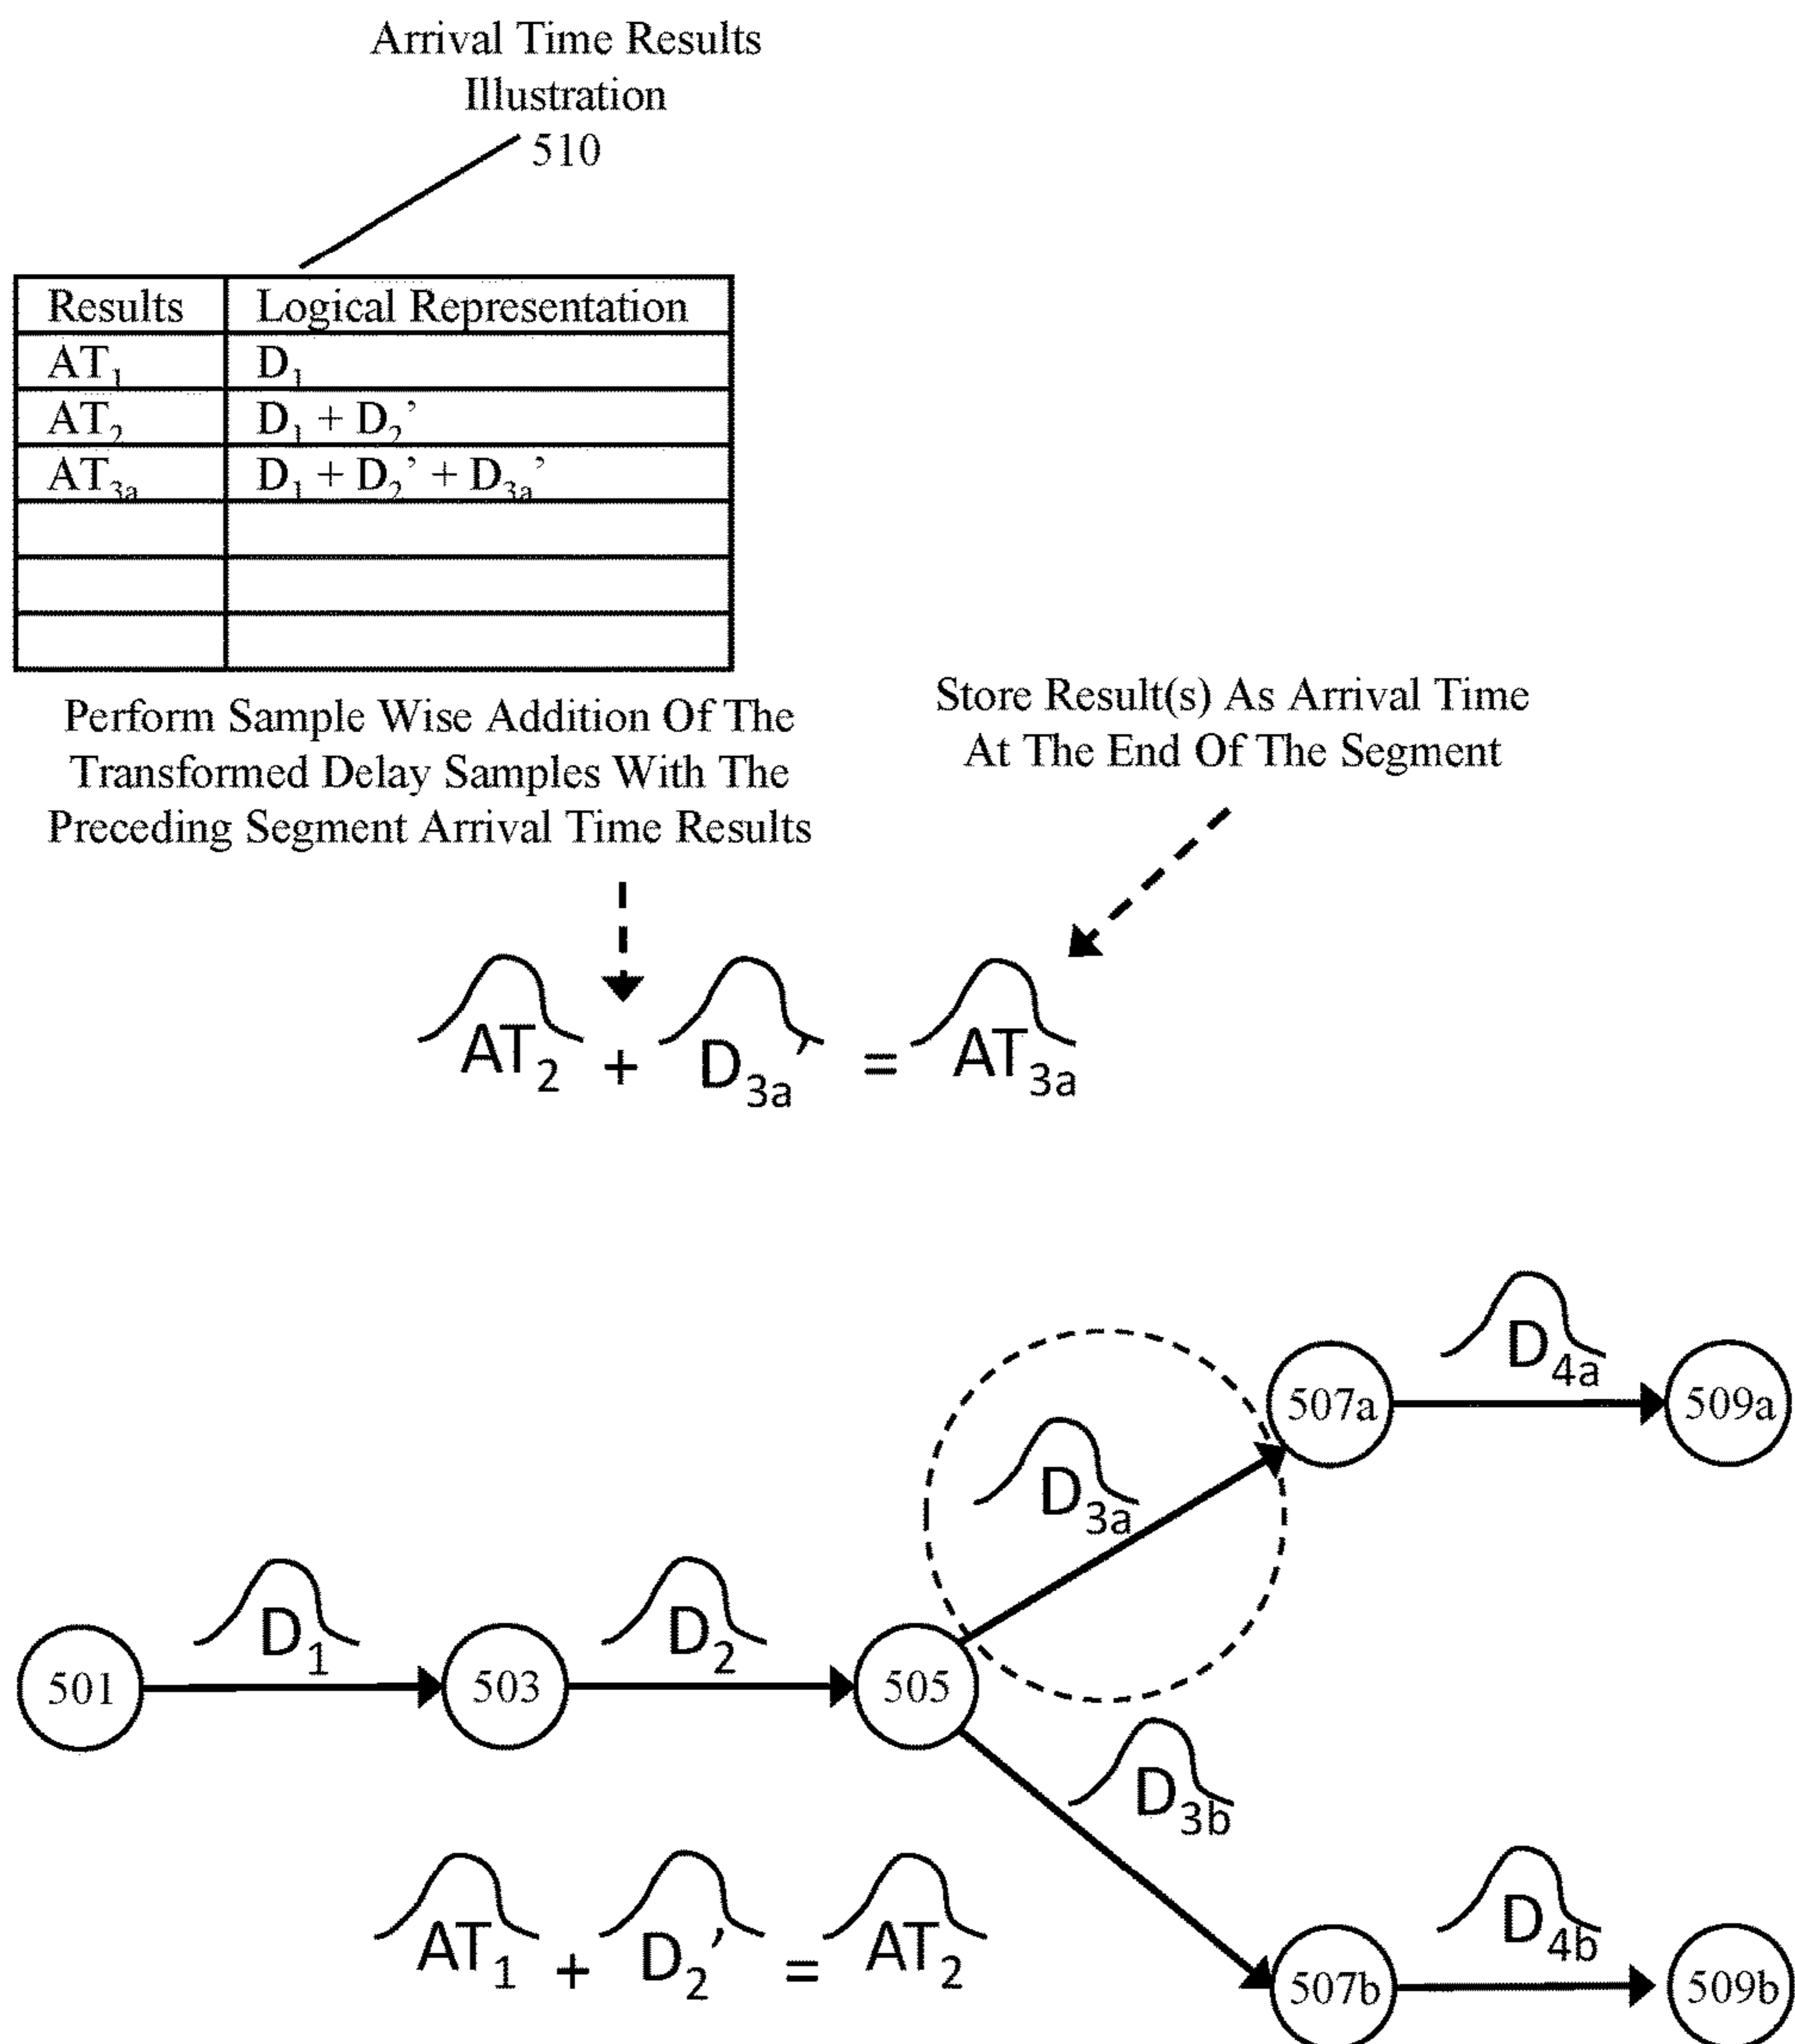 Arrival Time Results
Illustration
510
Results Logical Representation
AT₁ D₁
AT₂ D₁ + D₂’
AT₃ₐ D₁ + D₂’ + D₃ₐ’
Perform Sample Wise Addition Of The
Transformed Delay Samples With The
Preceding Segment Arrival Time Results
Store Result(s) As Arrival Time
At The End Of The Segment
AT₂ + D₃ₐ’ = AT₃ₐ
D₄ₐ
507a 509a
D₃ₐ
D₁ D₂
501 503 505
D₃b
AT₁ + D₂’ = AT₂
D₄b
507b 509b